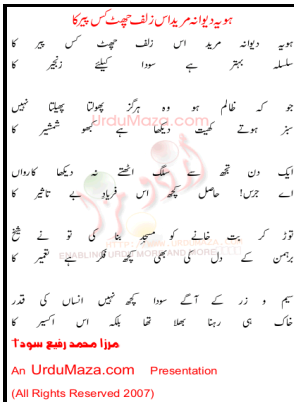 ہو یہ دیوانہ مرید اس زلف چھٹ کس پیر کا
ہو یہ دیوانہ مرید اس زلف چھٹ کس پیر کا
سلسلہ بہتر ہے سودا کیلئے زنجیر کا
جو کہ ظالم ہو وہ ہرگز پھولتا پھلتا نہیں
سبز ہوتے کھیت دیکھا ہے کبھو شمشیر کا
ایک دن تجھ سے سنگ اٹھتے نہ دیکھا کارواں
اے جرس! حاصل کچھ اس فریاد بے تاثیر کا
توڑ کر بت خانے کو مسجد بنا کی تو نے شیخ
برہمن کے دل کی بھی کچھ فکر ہے تعمیر کا
سیم و زر کے آگے سودا کچھ نہیں انساں کی قدر
خاک ہی رہنا بھلا تھا بلکہ اس اکسیر کا
مرزا محمد رفیع سودا
An UrduMaza.com Presentation
(All Rights Reserved 2007)
UrduMaza.com